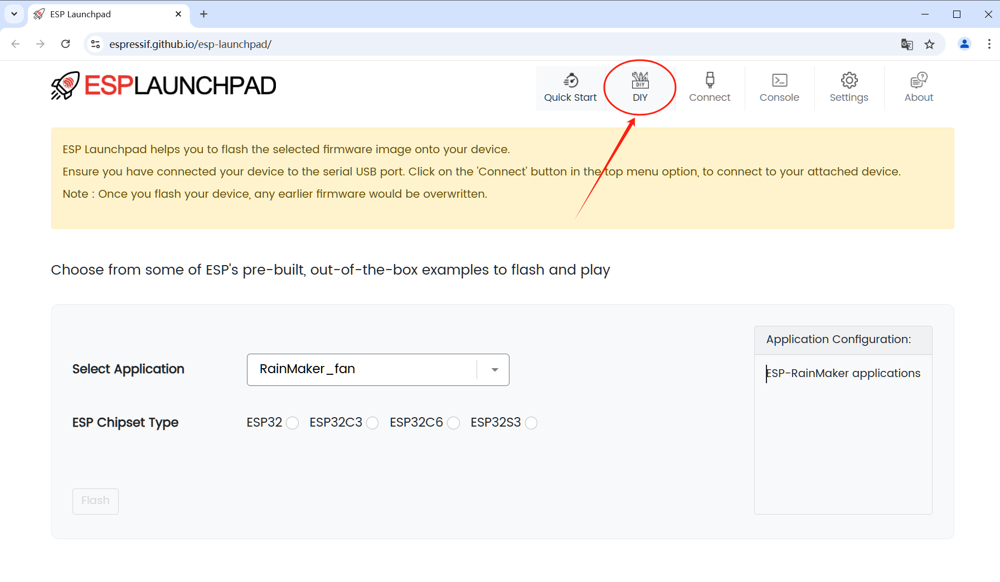 ESP Launchpad
espressif.github.io/esp-launchpad/
ESPLAUNCHPAD
Quick Start
DIY
DIY
Connect
Console
Settings
About
ESP Launchpad helps you to flash the selected firmware image onto your device.
Ensure you have connected your device to the serial USB port. Click on the 'Connect' button in the top menu option, to connect to your attached device.
Note : Once you flash your device, any earlier firmware would be overwritten.
Choose from some of ESP's pre-built, out-of-the-box examples to flash and play
Application Configuration:
Select Application
RainMaker_fan
ESP-RainMaker applications
ESP Chipset Type
ESP32
ESP32C3
ESP32C6
ESP32S3
Flash